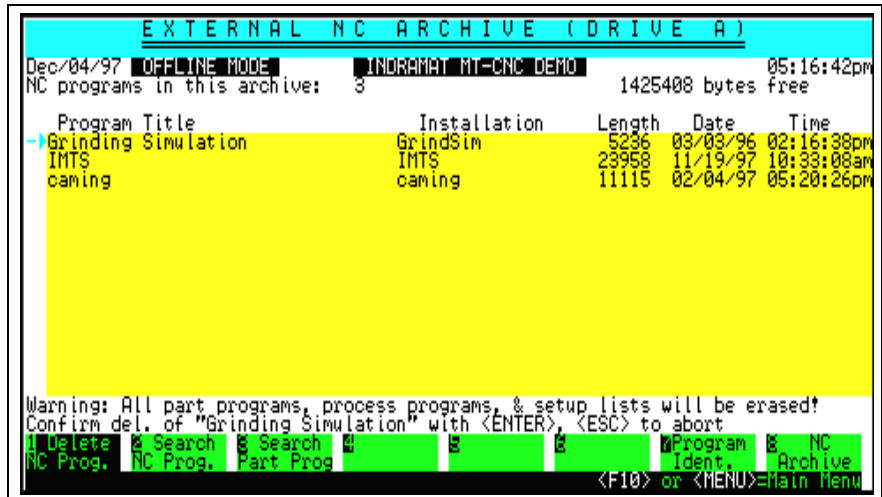 EXTERNAL NC ARCHIVE (DRIVE A)
Dec/04/97 OFFLINE MODE INDRAMAT MT-CNC DEMO 05:16:42pm
NC programs in this archive: 3 1425408 bytes free
Program Title Installation Length Date Time
Grinding Simulation GrindSim 5236 03/03/96 02:16:38pm
IMTS IMTS 23958 11/19/97 10:33:08am
caming caming 11115 02/04/97 05:20:26pm
Warning: All part programs, process programs, & setup lists will be erased!
Confirm del. of "Grinding Simulation" with <ENTER>, <ESC> to abort
1 Delete 2 Search 3 Search 4 5 6 7 Program 8 NC
NC Prog. NC Prog. Part Prog Ident. Archive
<F10> or <MENU>=Main Menu